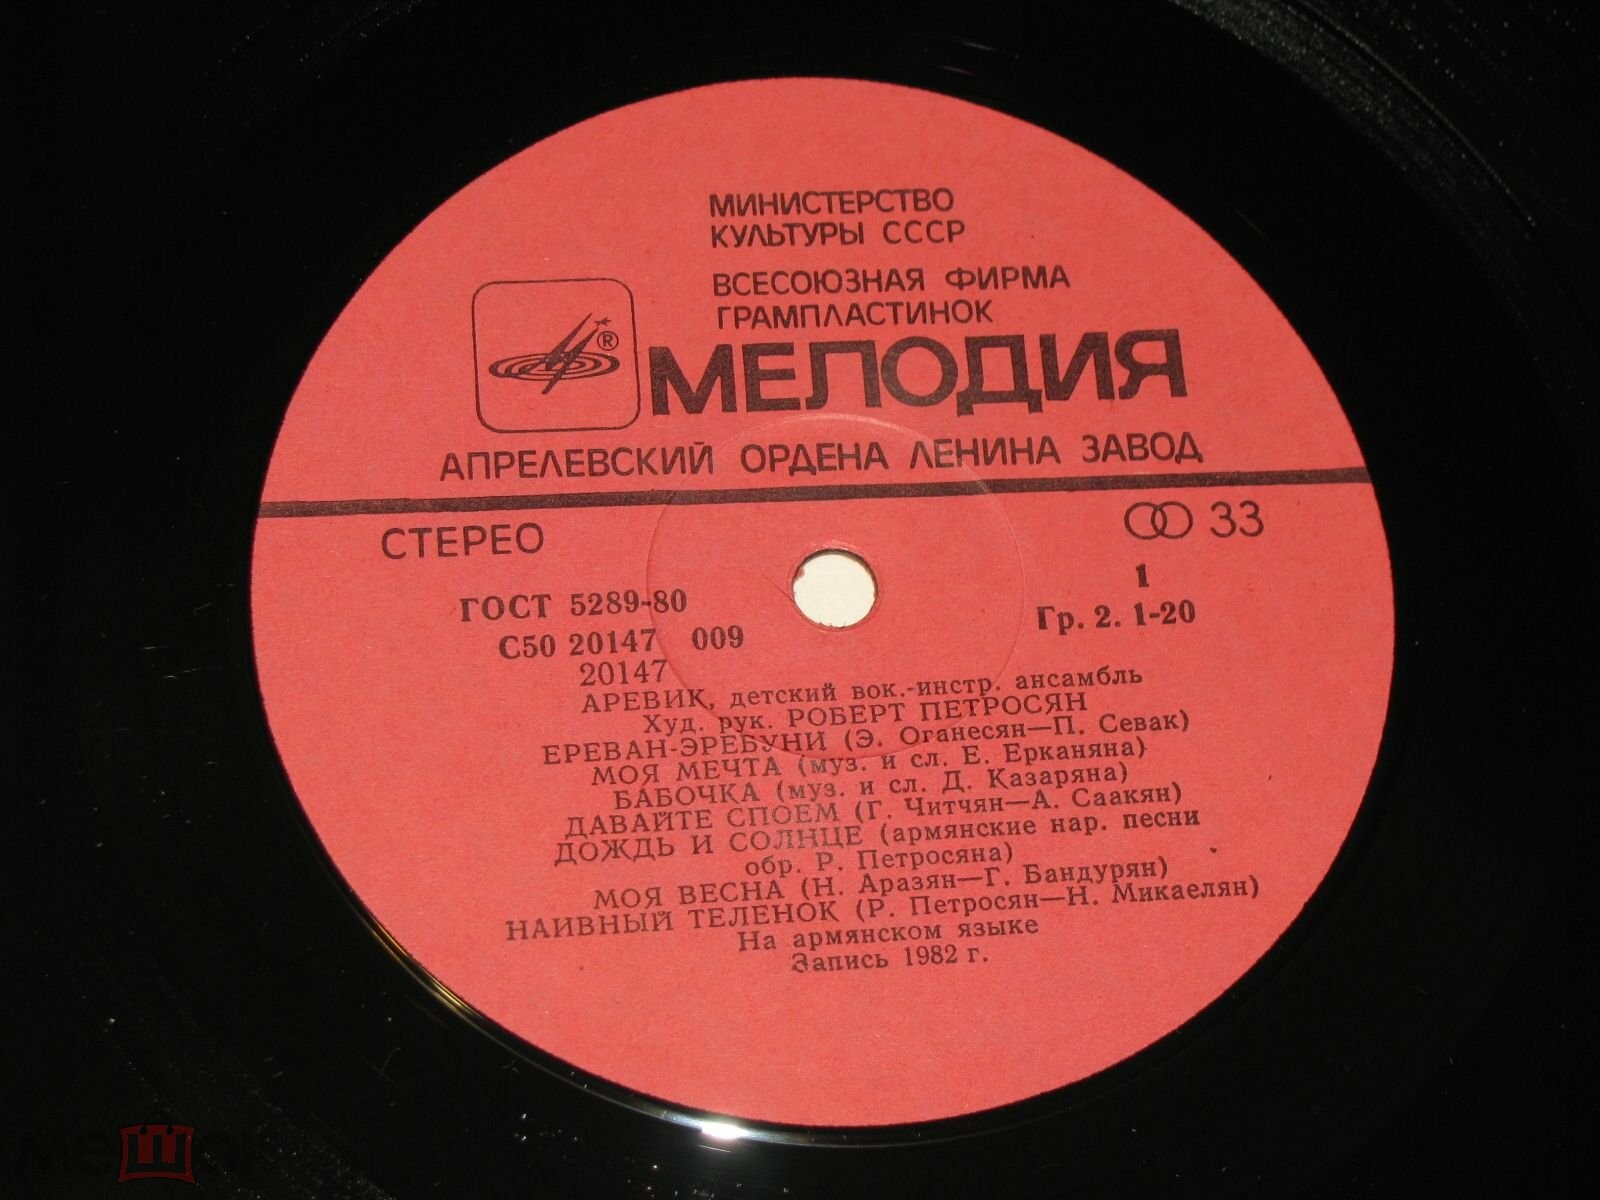 МИНИСТЕРСТВО
КУЛЬТУРЫ СССР
ВСЕСОЮЗНАЯ ФИРМА
ГРАМПЛАСТИНОК
®
МЕЛОДИЯ
АПРЕЛЕВСКИЙ ОРДЕНА ЛЕНИНА ЗАВОД
СТЕРЕО
33
ГОСТ 5289-80
1
С50 20147 009
Гр. 2. 1-20
20147
АРЕВИК, детский вок.-инстр. ансамбль
Худ. рук. РОБЕРТ ПЕТРОСЯН
ЕРЕВАН-ЭРЕБУНИ (Э. Оганесян—П. Севак)
МОЯ МЕЧТА (муз. и сл. Е. Ерканяна)
БАБОЧКА (муз. и сл. Д. Казаряна)
ДАВАЙТЕ СПОЕМ (Г. Читчян—А. Саакян)
ДОЖДЬ И СОЛНЦЕ (армянские нар. песни
обр. Р. Петросяна)
МОЯ ВЕСНА (Н. Аразян—Г. Бандурян)
НАИВНЫЙ ТЕЛЕНОК (Р. Петросян—Н. Микаелян)
На армянском языке
Запись 1982 г.